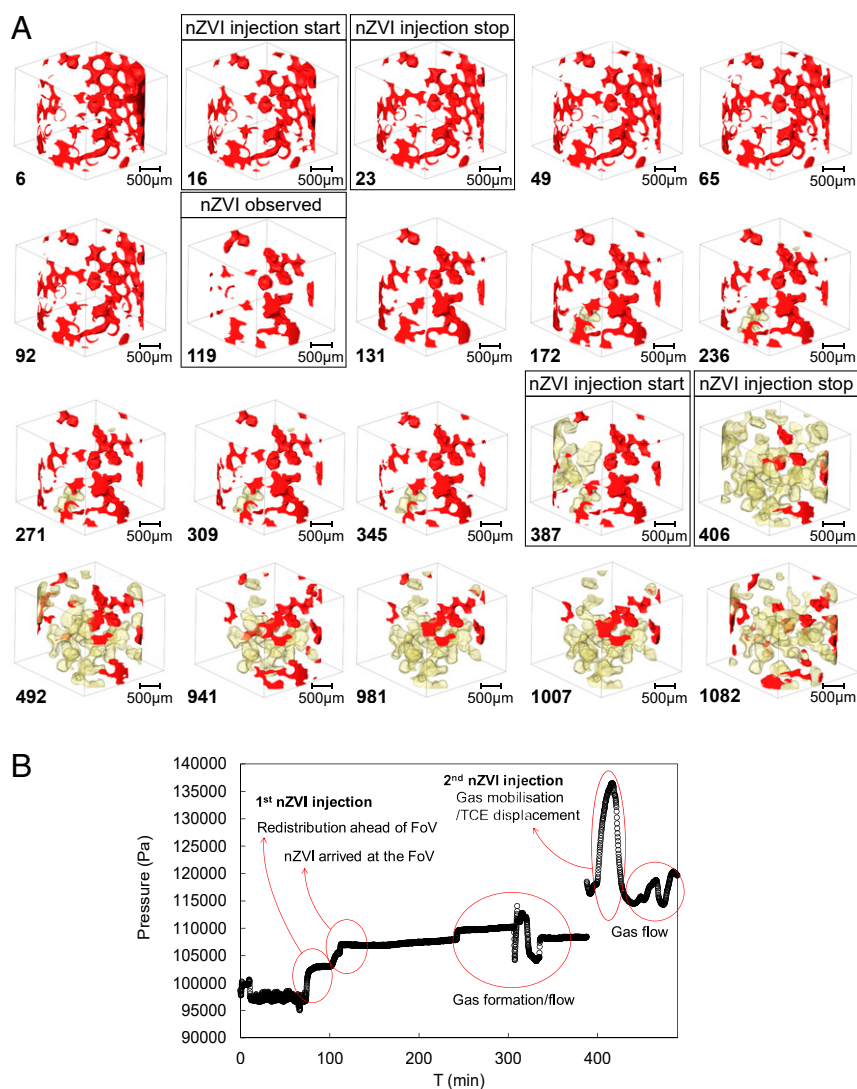 A
nZVI injection start
nZVI injection stop
6
500µm
16
500µm
23
500µm
49
500µm
65
500µm
nZVI observed
92
500µm
119
500µm
131
500µm
172
500µm
236
500µm
nZVI injection start
nZVI injection stop
271
500µm
309
500µm
345
500µm
387
500µm
406
500µm
492
500µm
941
500µm
981
500µm
1007
500µm
1082
500µm
B
Pressure (Pa)
140000
135000
130000
125000
120000
115000
110000
105000
100000
95000
90000
1st nZVI injection
Redistribution ahead of FoV
nZVI arrived at the FoV
2nd nZVI injection
Gas mobilisation
/TCE displacement
Gas flow
Gas formation/flow
0
100
200
300
400
T (min)